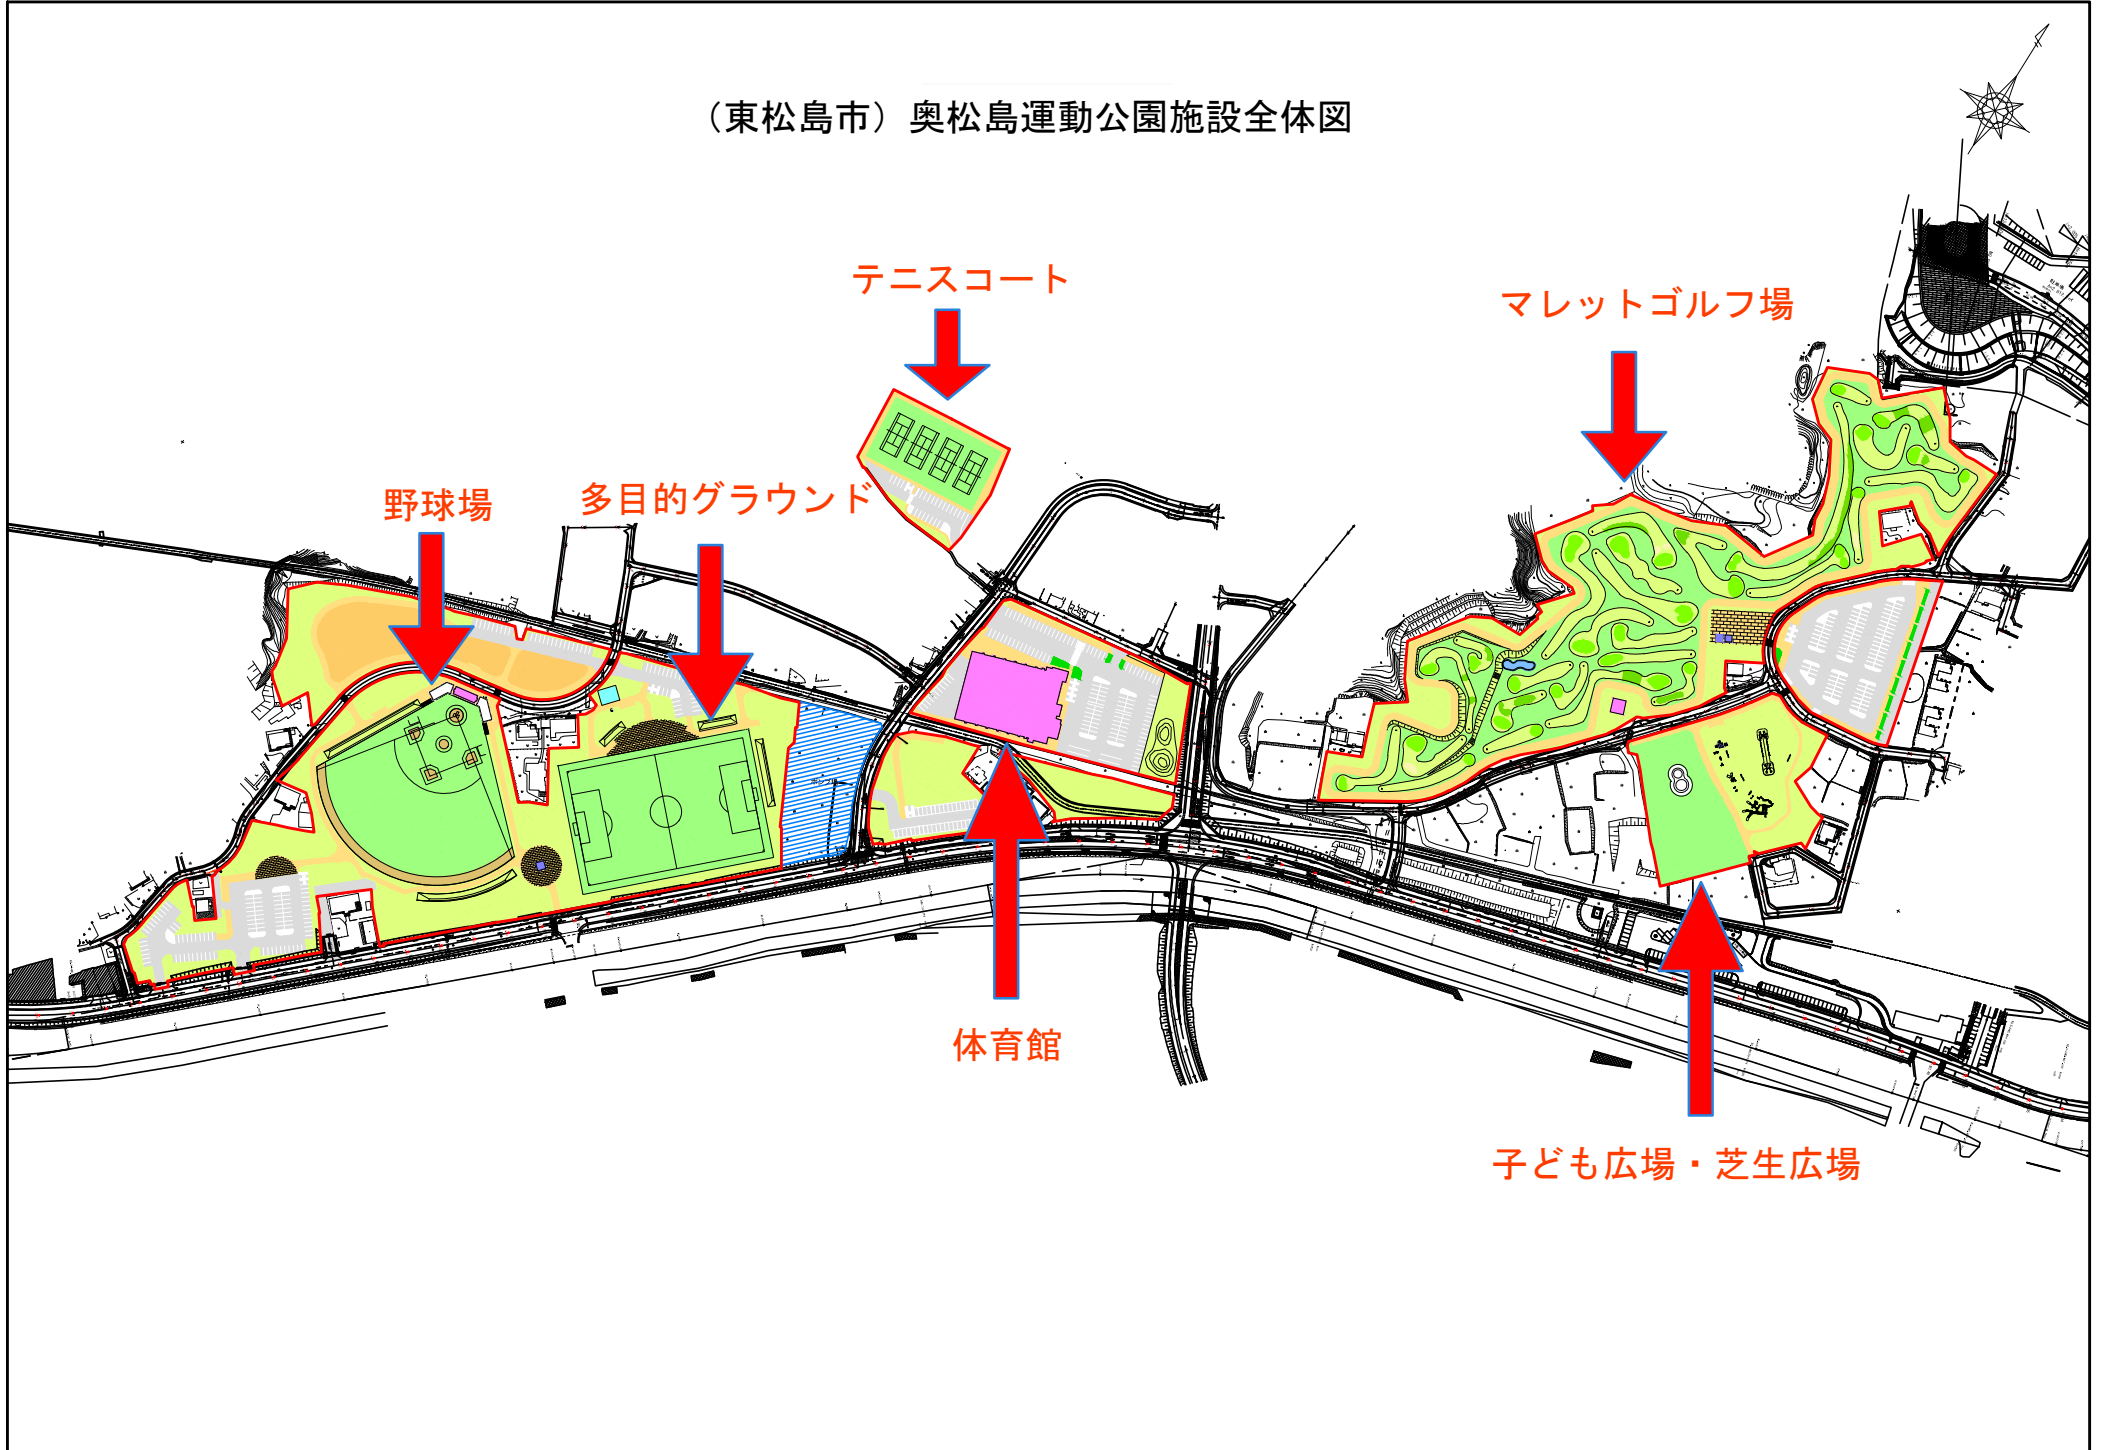 （東松島市）奥松島運動公園施設全体図
テニスコート
マレットゴルフ場
野球場
多目的グラウンド
体育館
子ども広場・芝生広場